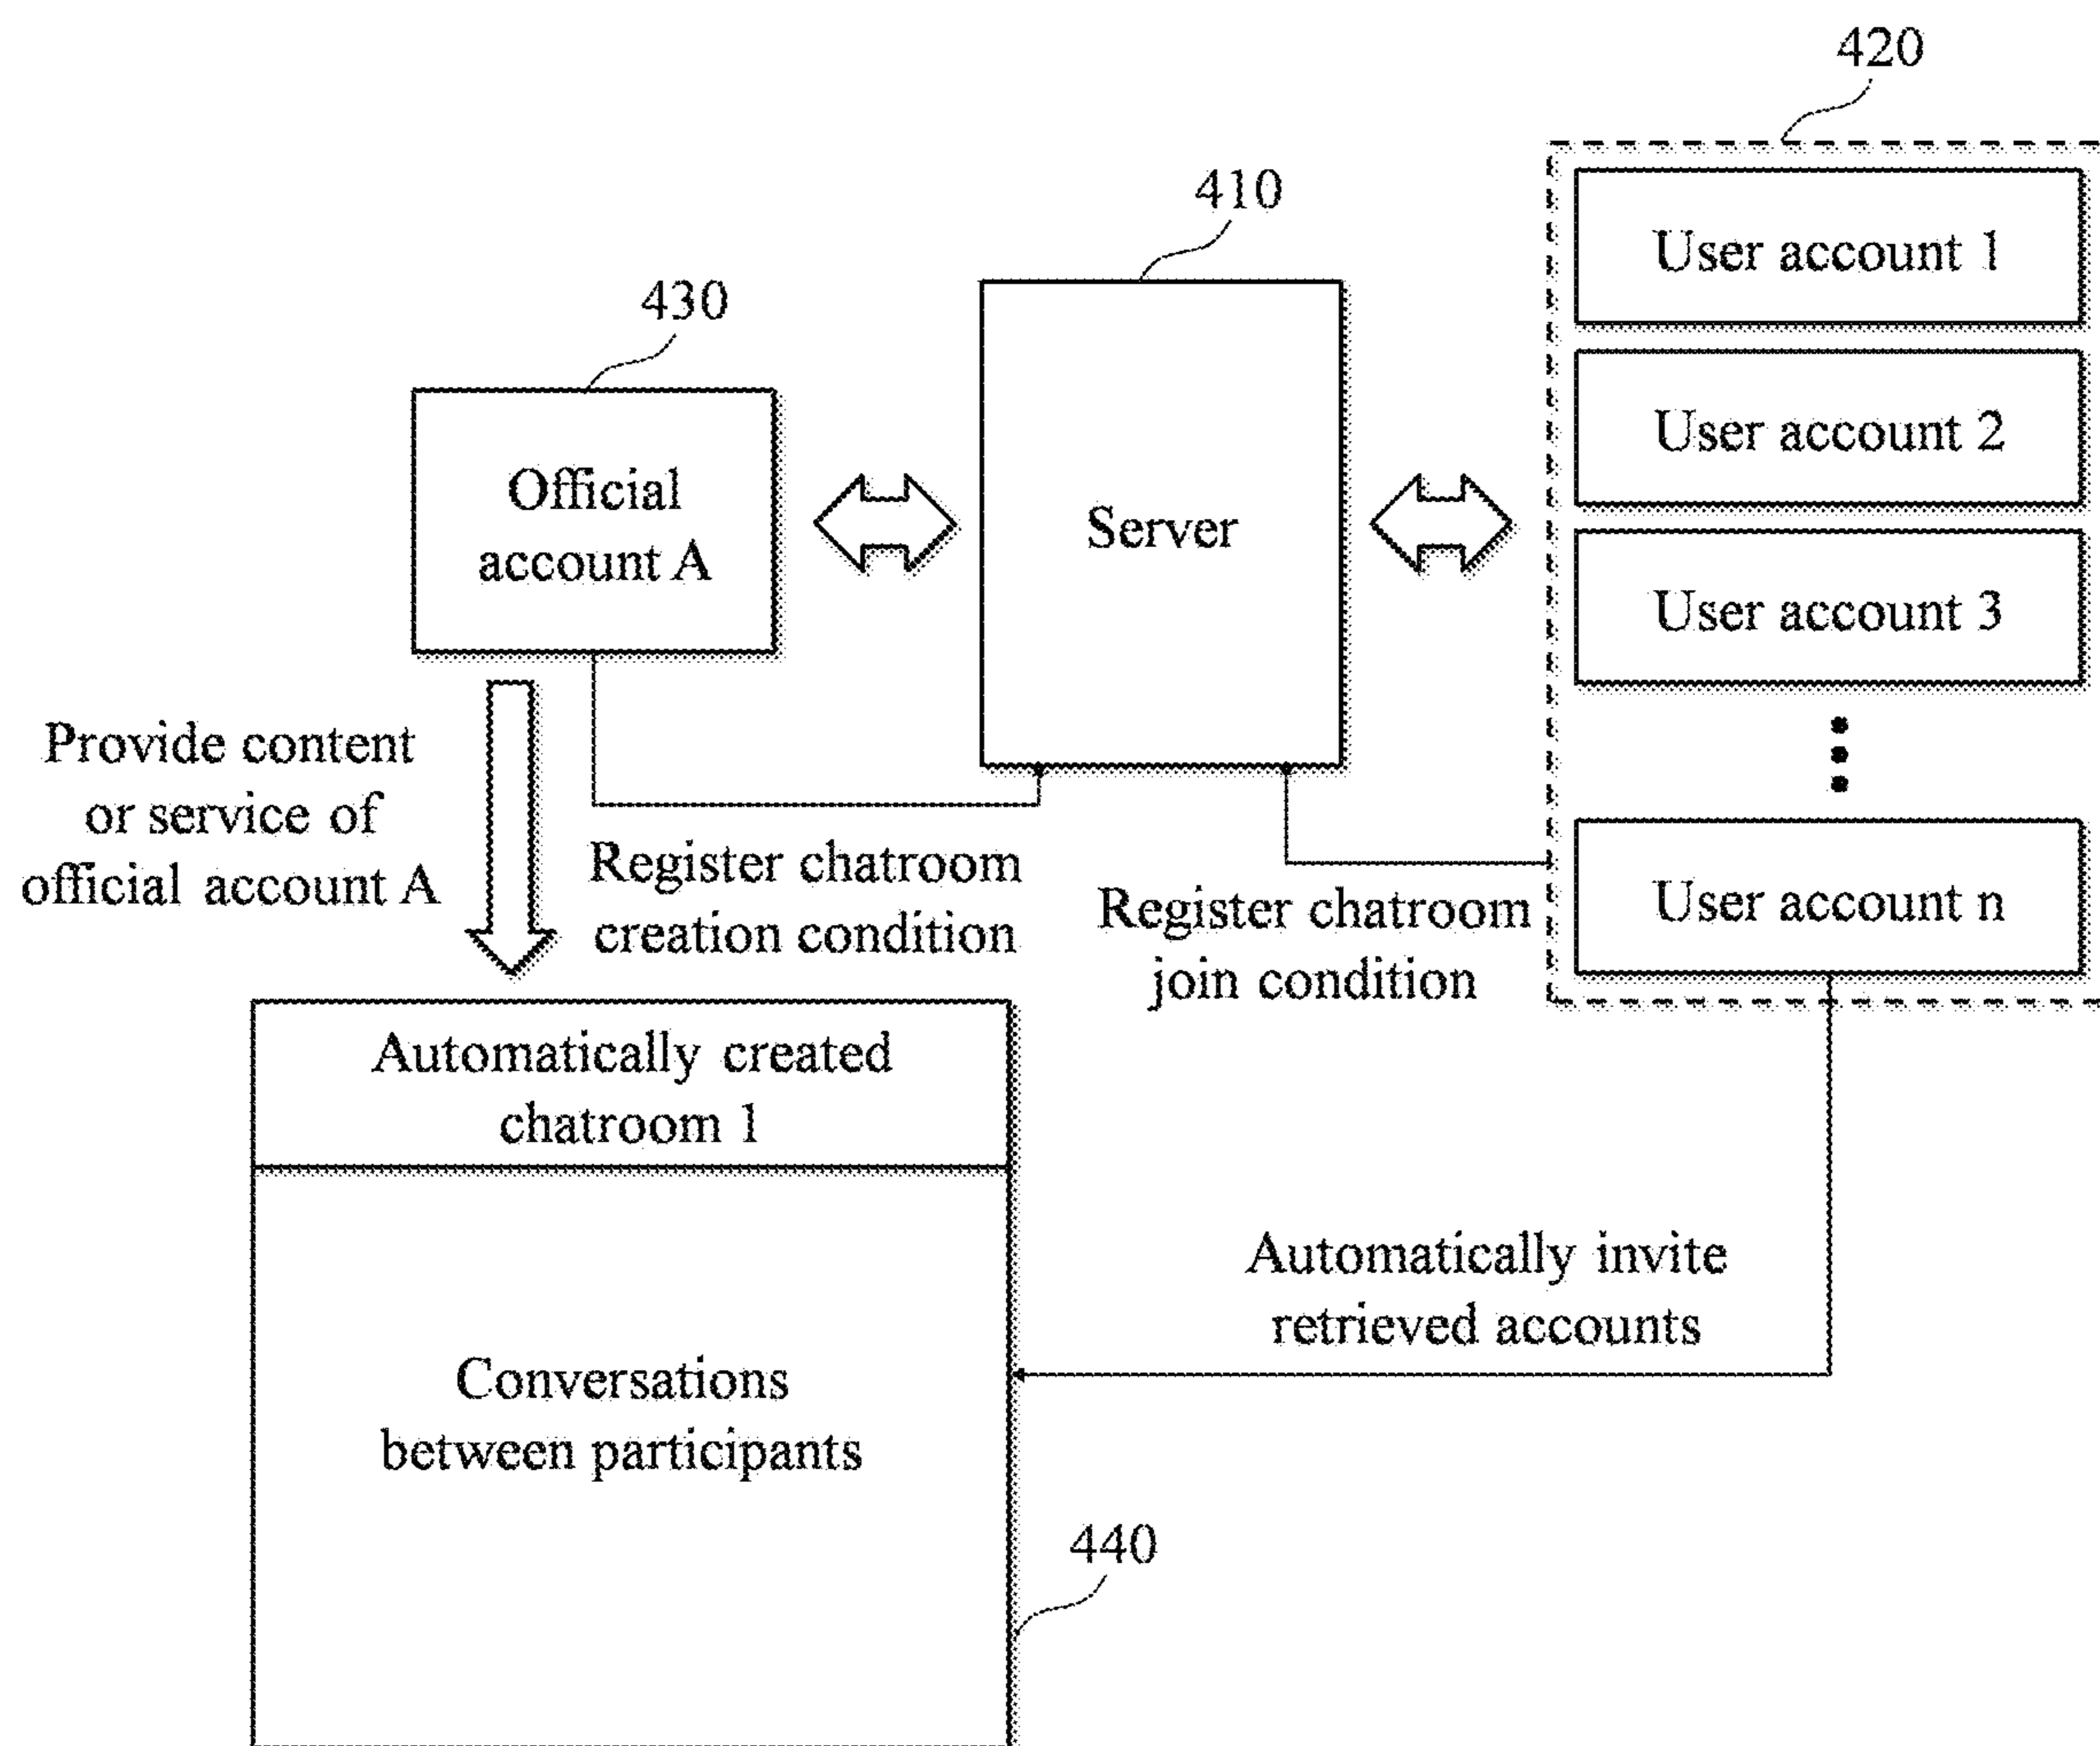 420
410
430
User account 1
User account 2
User account 3
User account n
Official
account A
Server
Provide content
or service of
official account A
Register chatroom
creation condition
Register chatroom
join condition
Automatically created
chatroom 1
Automatically invite
retrieved accounts
Conversations
between participants
440